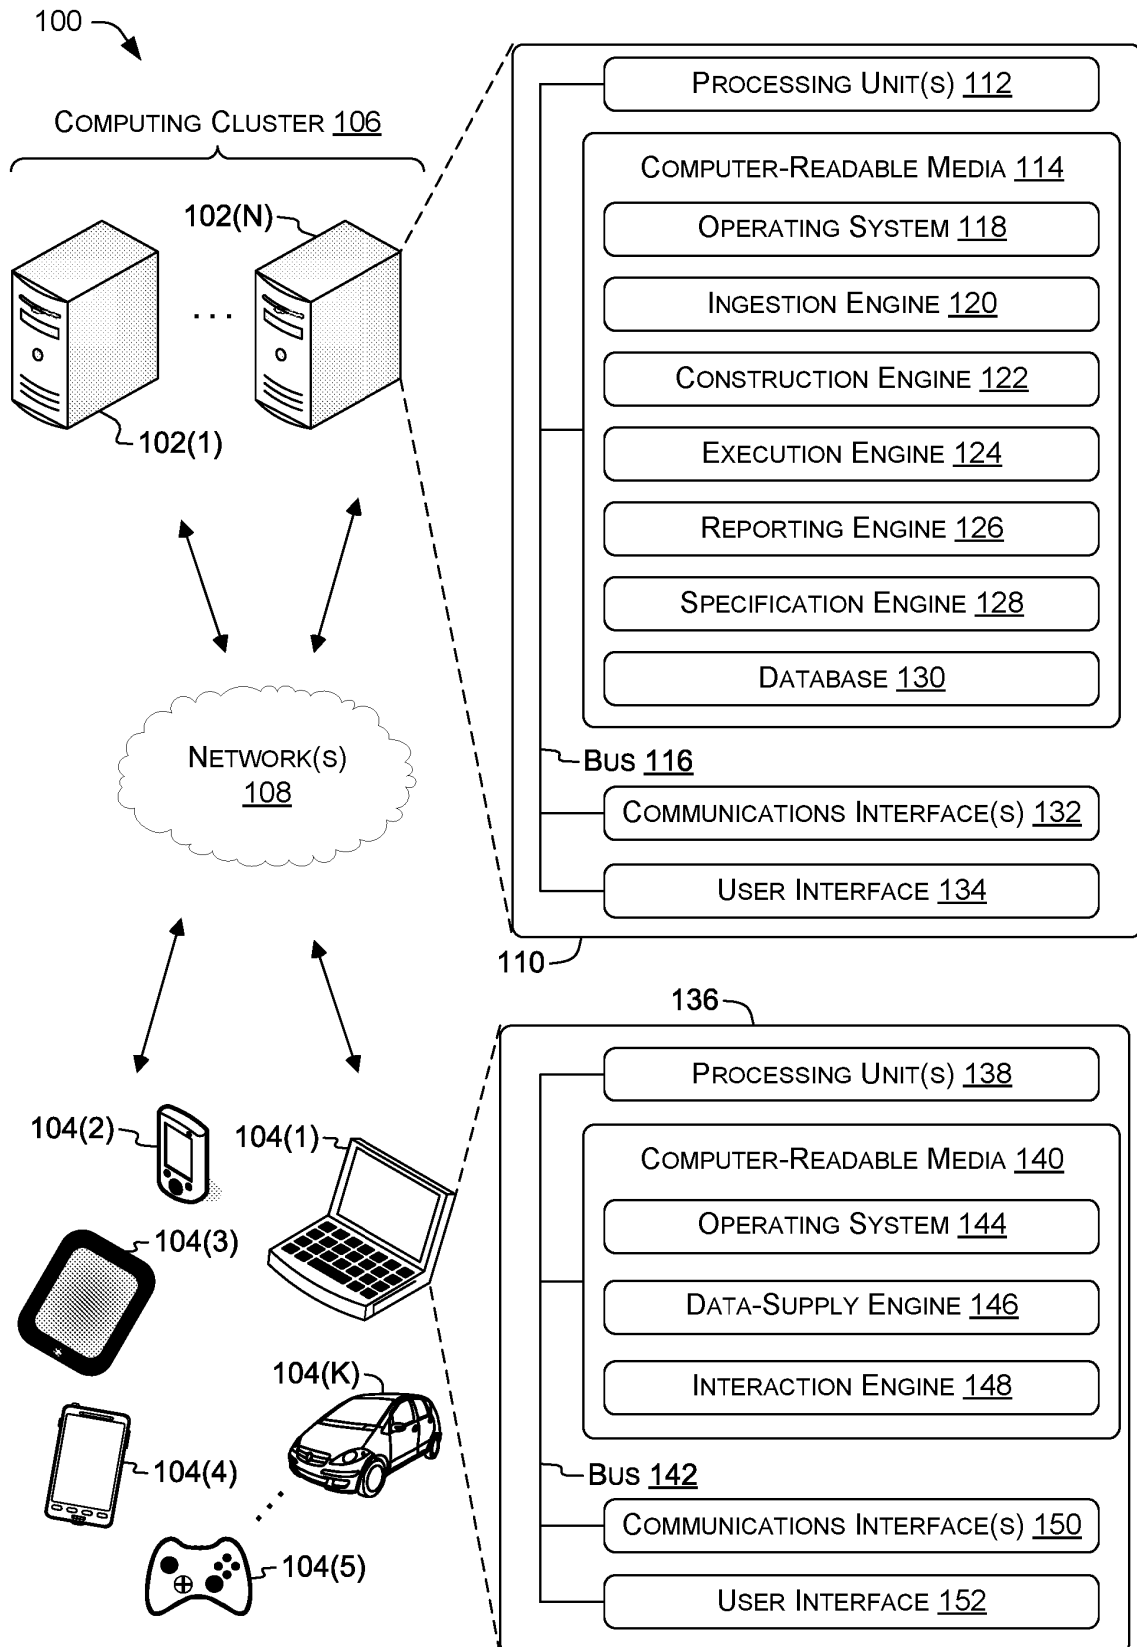 100
COMPUTING CLUSTER 106
102(N)
102(1)
NETWORK(S)
108
PROCESSING UNIT(S) 112
COMPUTER-READABLE MEDIA 114
OPERATING SYSTEM 118
INGESTION ENGINE 120
CONSTRUCTION ENGINE 122
EXECUTION ENGINE 124
REPORTING ENGINE 126
SPECIFICATION ENGINE 128
DATABASE 130
BUS 116
COMMUNICATIONS INTERFACE(S) 132
USER INTERFACE 134
110
136
104(2)
104(1)
104(3)
104(K)
104(4)
104(5)
PROCESSING UNIT(S) 138
COMPUTER-READABLE MEDIA 140
OPERATING SYSTEM 144
DATA-SUPPLY ENGINE 146
INTERACTION ENGINE 148
BUS 142
COMMUNICATIONS INTERFACE(S) 150
USER INTERFACE 152